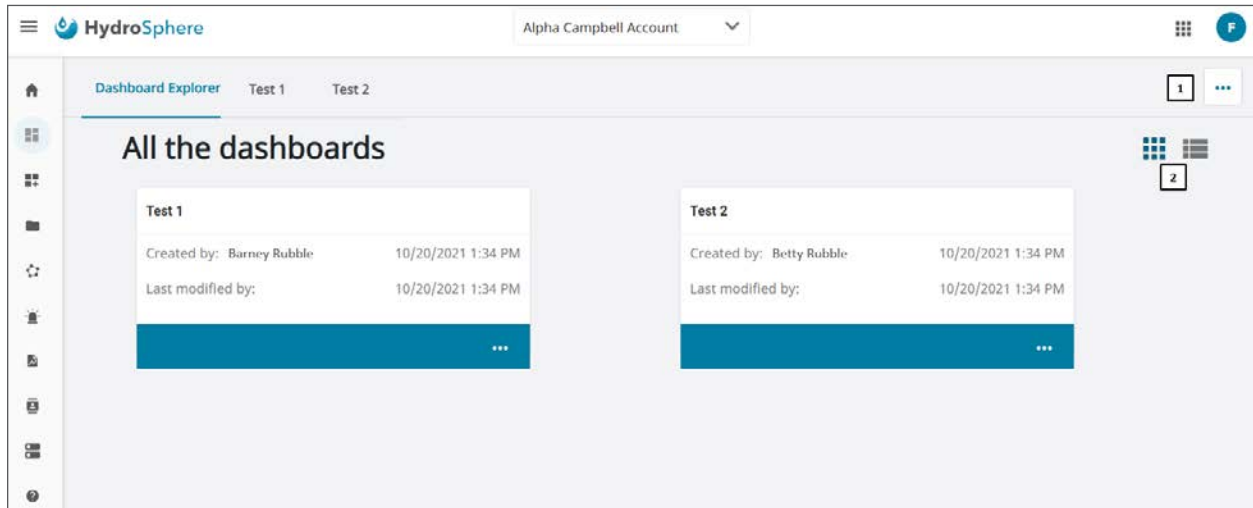 HydroSphere
Alpha Campbell Account
F
Dashboard Explorer Test 1 Test 2
1
All the dashboards
2
Test 1
Created by: Barney Rubble 10/20/2021 1:34 PM
Last modified by: 10/20/2021 1:34 PM
Test 2
Created by: Betty Rubble 10/20/2021 1:34 PM
Last modified by: 10/20/2021 1:34 PM